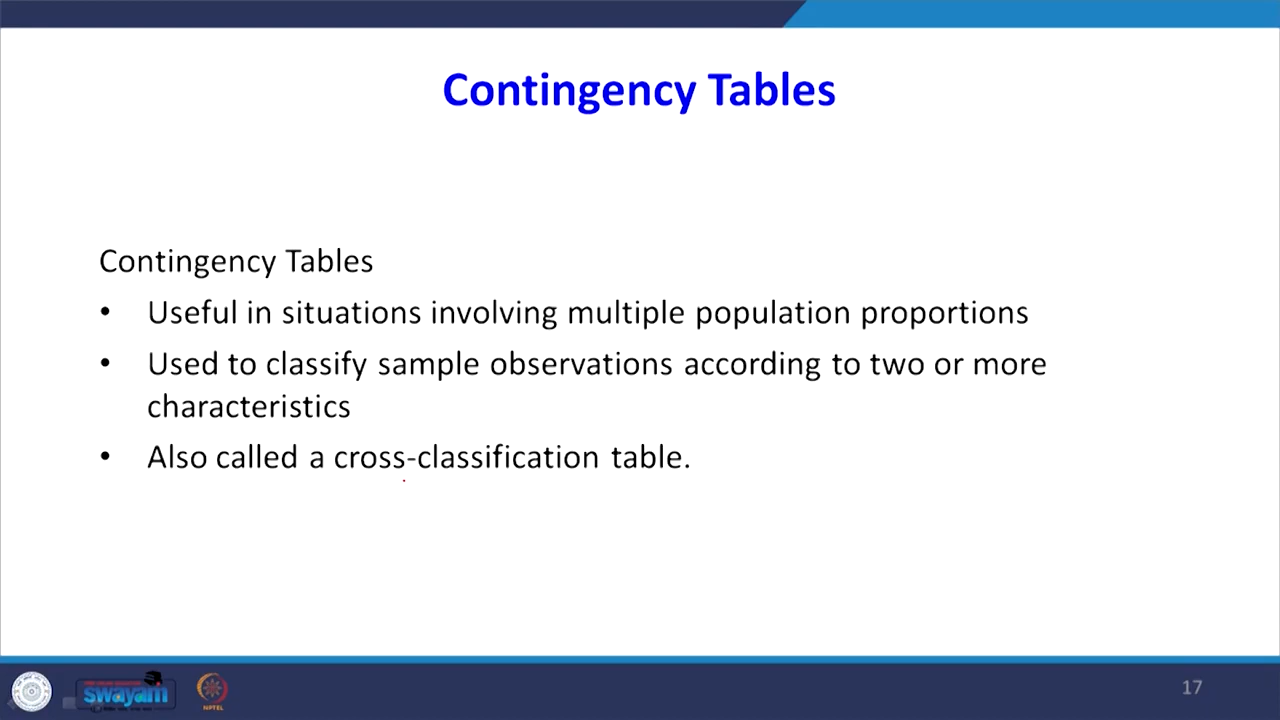 Contingency Tables
Contingency Tables
• Useful in situations involving multiple population proportions
• Used to classify sample observations according to two or more
characteristics
• Also called a cross-classification table.
swayam
NPTEL
17